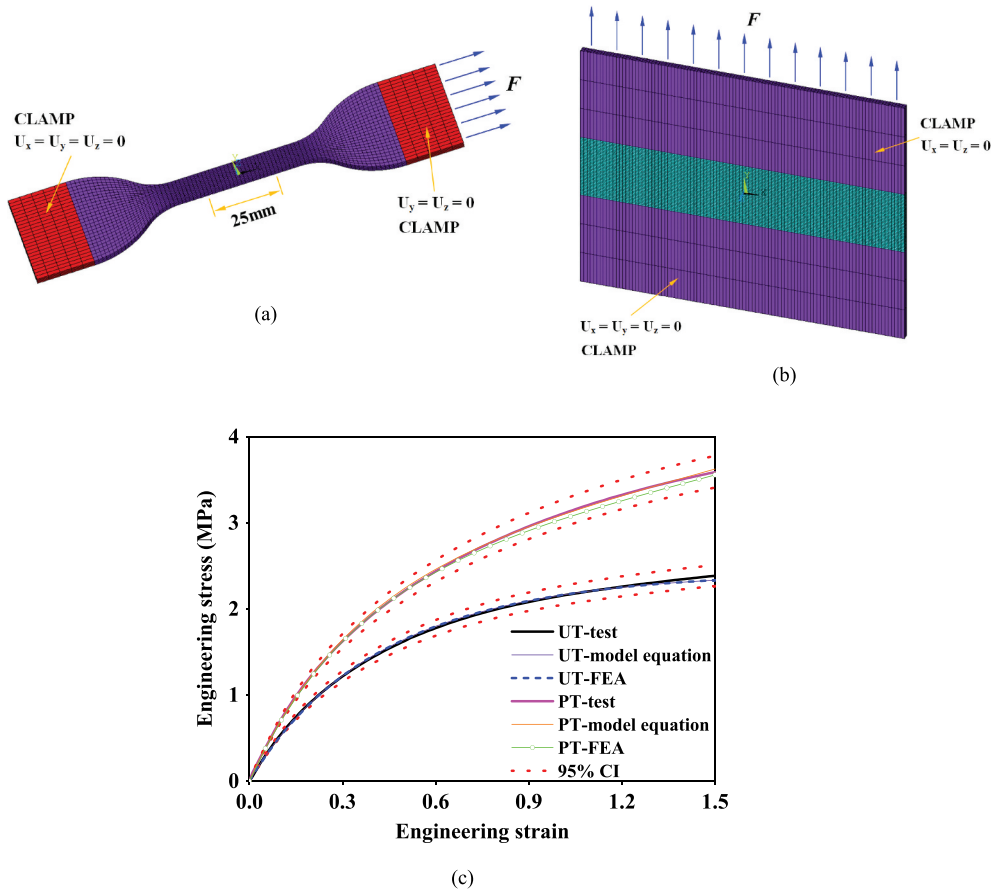 F
CLAMP
Ux = Uy = Uz = 0
25mm
Uy = Uz = 0
CLAMP
(a)
F
CLAMP
Ux = Uz = 0
Ux = Uy = Uz = 0
CLAMP
(b)
Engineering stress (MPa)
4
3
2
1
0
UT-test
UT-model equation
UT-FEA
PT-test
PT-model equation
PT-FEA
95% CI
0.0 0.3 0.6 0.9 1.2 1.5
Engineering strain
(c)